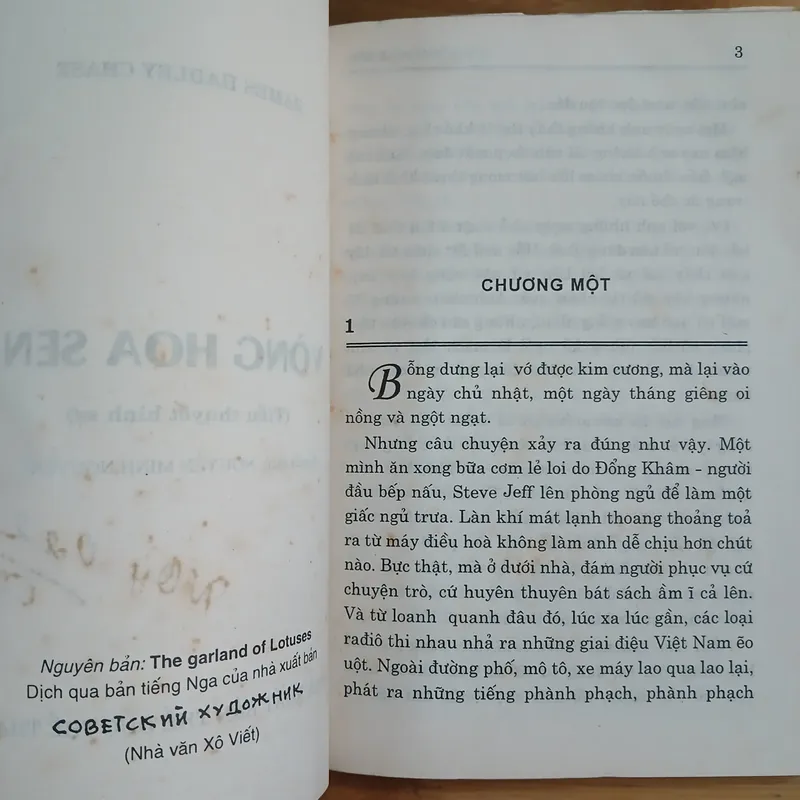 Nguyên bản: The garland of Lotuses
Dịch qua bản tiếng Nga của nhà xuất bản
СОВЕТСКИЙ ХУДОЖНИК
(Nhà văn Xô Viết)
3
CHƯƠNG MỘT
1
Bỗng dưng lại vớ được kim cương, mà lại vào
ngày chủ nhật, một ngày tháng giêng oi
nồng và ngột ngạt.
Nhưng câu chuyện xảy ra đúng như vậy. Một
mình ăn xong bữa cơm lẻ loi do Đổng Khâm - người
đầu bếp nấu, Steve Jeff lên phòng ngủ để làm một
giấc ngủ trưa. Làn khí mát lạnh thoang thoảng toả
ra từ máy điều hoà không làm anh dễ chịu hơn chút
nào. Bực thật, mà ở dưới nhà, đám người phục vụ cứ
chuyện trò, cứ huyên thuyên bát sách ầm ĩ cả lên.
Và từ loanh quanh đâu đó, lúc xa lúc gần, các loại
rađiô thi nhau nhả ra những giai điệu Việt Nam ẽo
uột. Ngoài đường phố, mô tô, xe máy lao qua lao lại,
phát ra những tiếng phành phạch, phành phạch